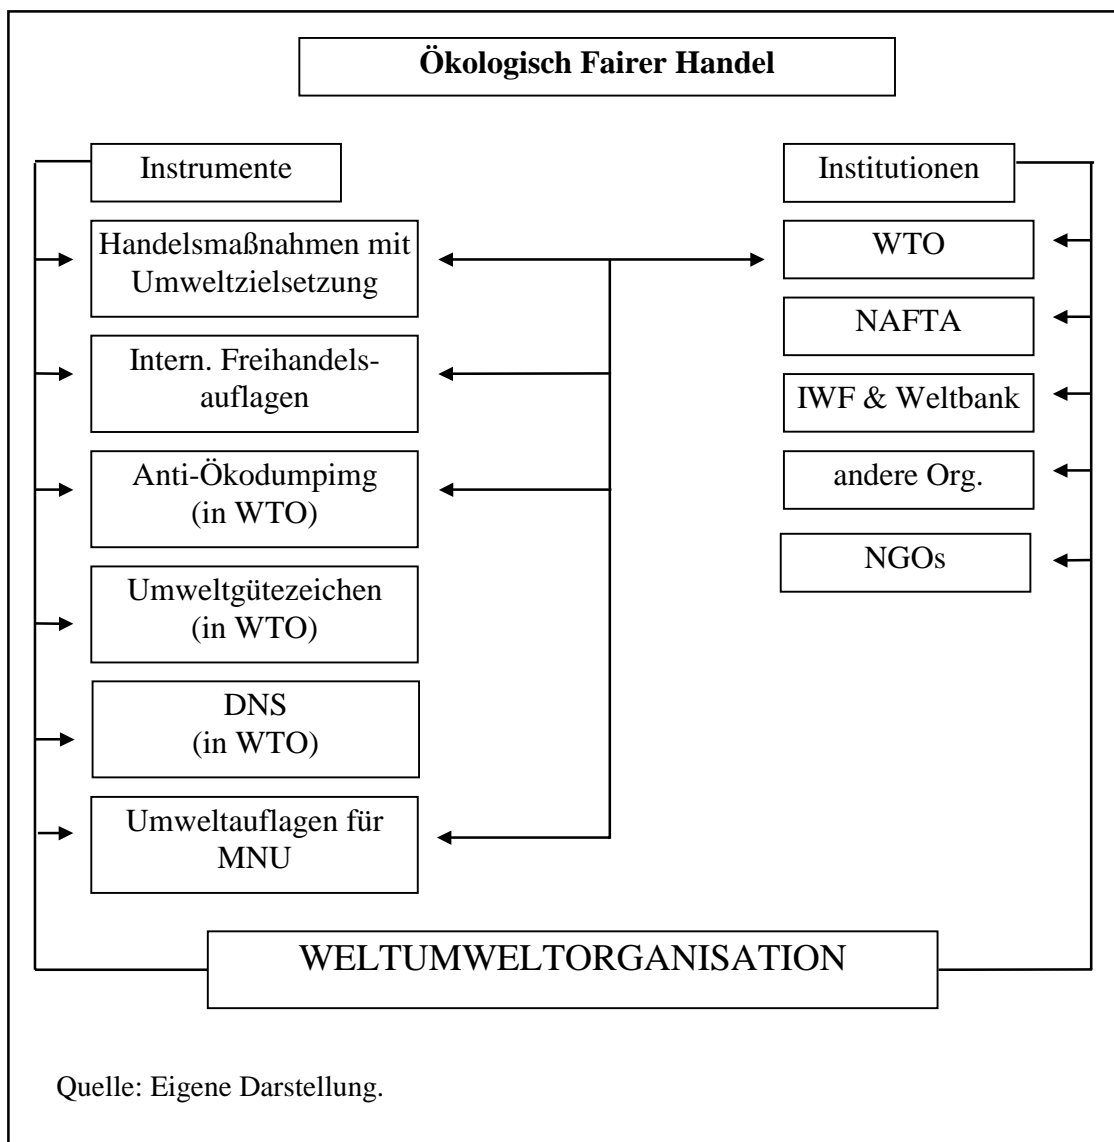 Ökologisch Fairer Handel
Instrumente
Handelsmaßnahmen mit
Umweltzielsetzung
Intern. Freihandels-
auflagen
Anti-Ökodumpimg
(in WTO)
Umweltgütezeichen
(in WTO)
DNS
(in WTO)
Umweltauflagen für
MNU
Institutionen
WTO
NAFTA
IWF & Weltbank
andere Org.
NGOs
WELTUMWELTORGANISATION
Quelle: Eigene Darstellung.